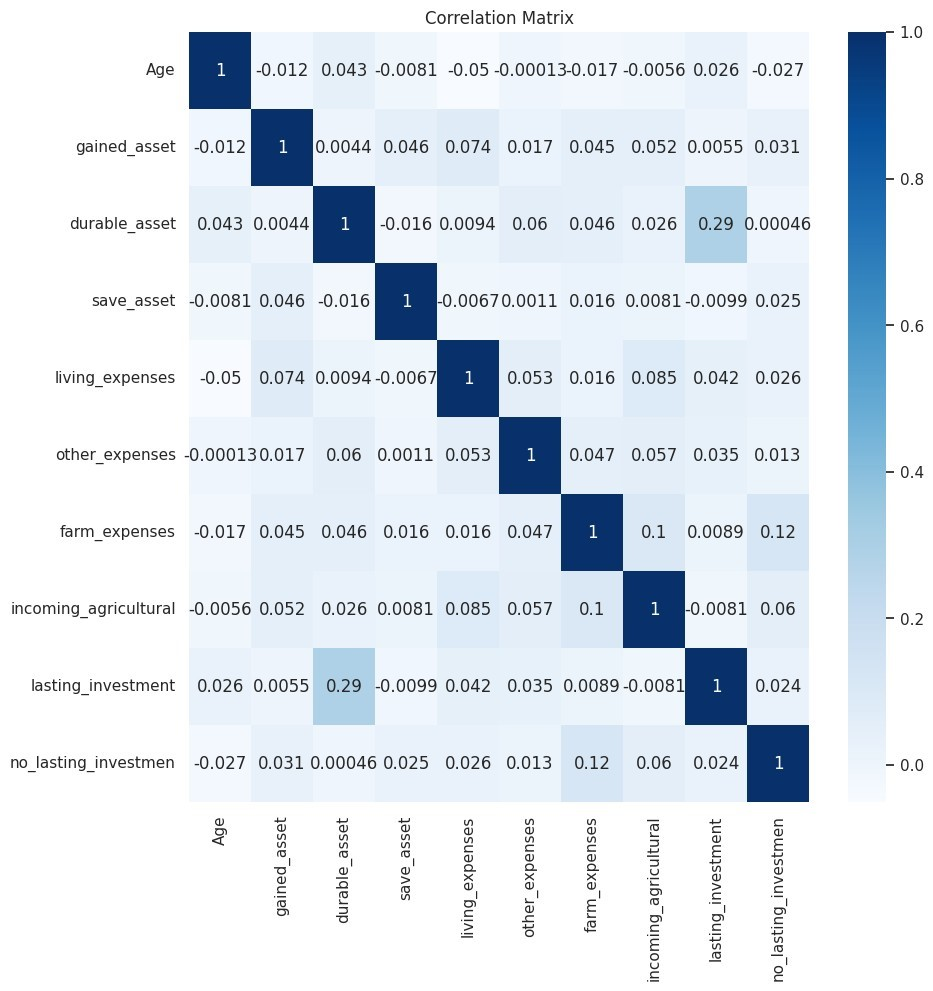 Correlation Matrix
Age 1 -0.012 0.043 -0.0081 -0.05 -0.00013 -0.017 -0.0056 0.026 -0.027
gained_asset -0.012 1 0.0044 0.046 0.074 0.017 0.045 0.052 0.0055 0.031
durable_asset 0.043 0.0044 1 -0.016 0.0094 0.06 0.046 0.026 0.29 0.00046
save_asset -0.0081 0.046 -0.016 1 -0.0067 0.0011 0.016 0.0081 -0.0099 0.025
living_expenses -0.05 0.074 0.0094 -0.0067 1 0.053 0.016 0.085 0.042 0.026
other_expenses -0.00013 0.017 0.06 0.0011 0.053 1 0.047 0.057 0.035 0.013
farm_expenses -0.017 0.045 0.046 0.016 0.016 0.047 1 0.1 0.0089 0.12
incoming_agricultural -0.0056 0.052 0.026 0.0081 0.085 0.057 0.1 1 -0.0081 0.06
lasting_investment 0.026 0.0055 0.29 -0.0099 0.042 0.035 0.0089 -0.0081 1 0.024
no_lasting_investmen -0.027 0.031 0.00046 0.025 0.026 0.013 0.12 0.06 0.024 1
Age
gained_asset
durable_asset
save_asset
living_expenses
other_expenses
farm_expenses
incoming_agricultural
lasting_investment
no_lasting_investmen
1.0
0.8
0.6
0.4
0.2
0.0